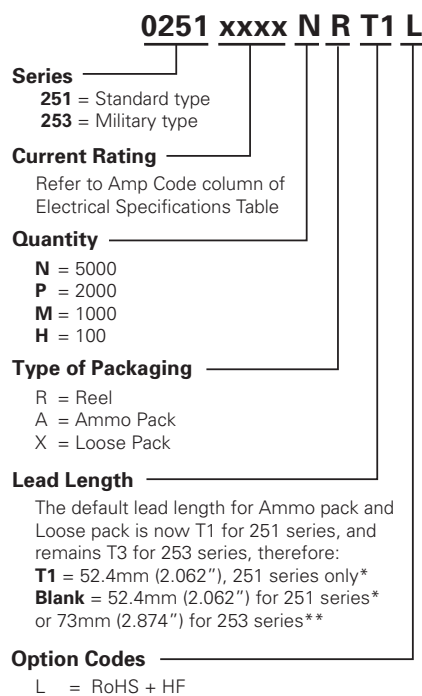 0251 xxxx N R T1 L
Series
251 = Standard type
253 = Military type
Current Rating
Refer to Amp Code column of
Electrical Specifications Table
Quantity
N = 5000
P = 2000
M = 1000
H = 100
Type of Packaging
R = Reel
A = Ammo Pack
X = Loose Pack
Lead Length
The default lead length for Ammo pack and
Loose pack is now T1 for 251 series, and
remains T3 for 253 series, therefore:
T1 = 52.4mm (2.062”), 251 series only*
Blank = 52.4mm (2.062”) for 251 series*
or 73mm (2.874”) for 253 series**
Option Codes
L = RoHS + HF